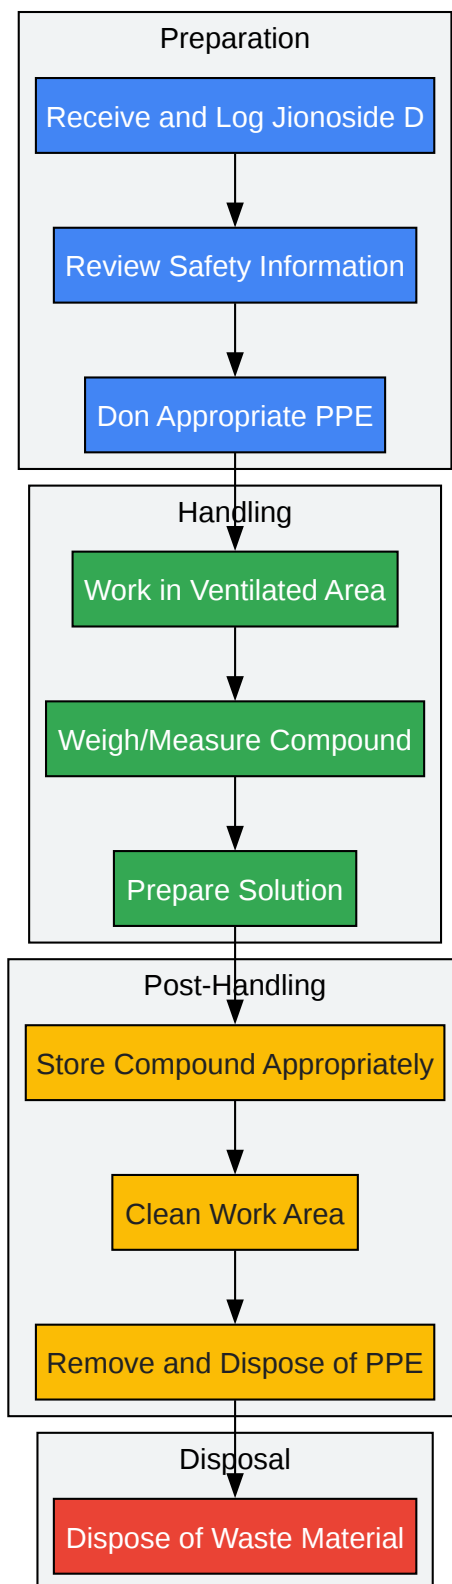 Preparation
Receive and Log Jionoside D
Review Safety Information
Don Appropriate PPE
Handling
Work in Ventilated Area
Weigh/Measure Compound
Prepare Solution
Post-Handling
Store Compound Appropriately
Clean Work Area
Remove and Dispose of PPE
Disposal
Dispose of Waste Material